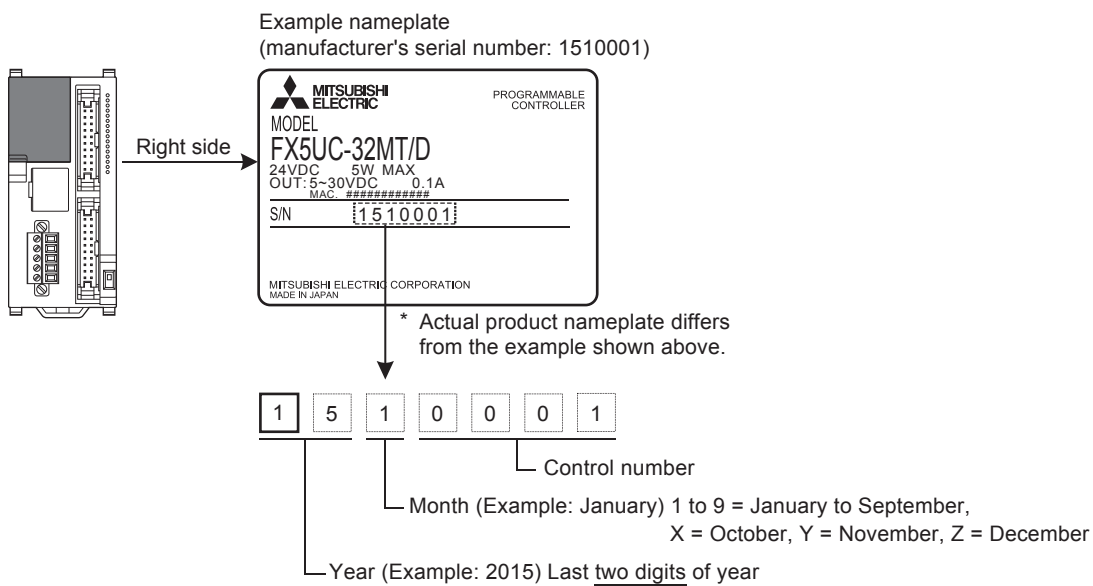 Example nameplate
(manufacturer's serial number: 1510001)
MITSUBISHI
ELECTRIC
PROGRAMMABLE
CONTROLLER
MODEL
FX5UC-32MT/D
24VDC 5W MAX
OUT: 5~30VDC 0.1A
MAC. ############
S/N 1510001
MITSUBISHI ELECTRIC CORPORATION
MADE IN JAPAN
Right side
* Actual product nameplate differs
from the example shown above.
1 5 1 0 0 0 1
Control number
Month (Example: January) 1 to 9 = January to September,
X = October, Y = November, Z = December
Year (Example: 2015) Last two digits of year